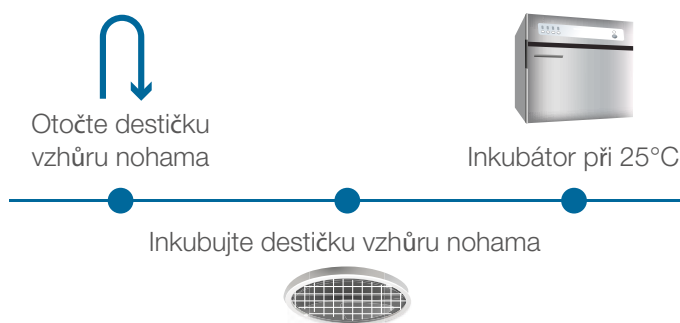 Otočte destičku
vzhůru nohama
Inkubátor při 25°C
Inkubujte destičku vzhůru nohama